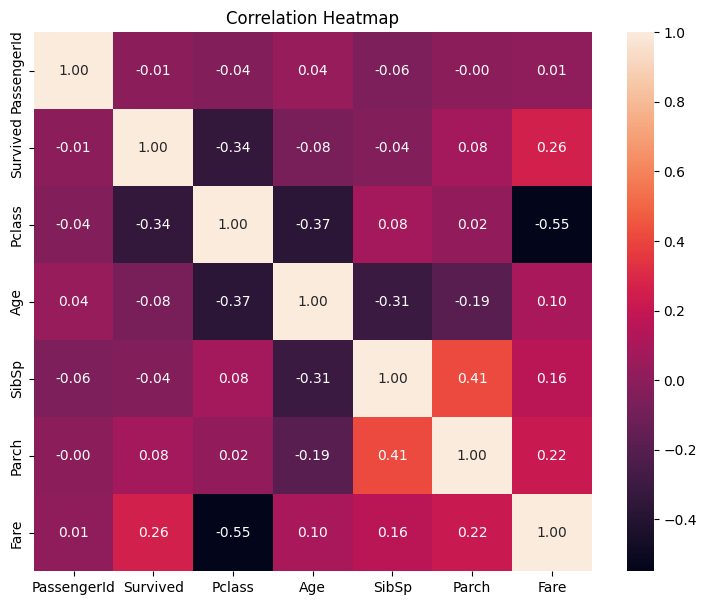 Correlation Heatmap
PassengerId 1.00 -0.01 -0.04 0.04 -0.06 -0.00 0.01
Survived -0.01 1.00 -0.34 -0.08 -0.04 0.08 0.26
Pclass -0.04 -0.34 1.00 -0.37 0.08 0.02 -0.55
Age 0.04 -0.08 -0.37 1.00 -0.31 -0.19 0.10
SibSp -0.06 -0.04 0.08 -0.31 1.00 0.41 0.16
Parch -0.00 0.08 0.02 -0.19 0.41 1.00 0.22
Fare 0.01 0.26 -0.55 0.10 0.16 0.22 1.00
PassengerId Survived Pclass Age SibSp Parch Fare
1.0
0.8
0.6
0.4
0.2
0.0
−0.2
−0.4